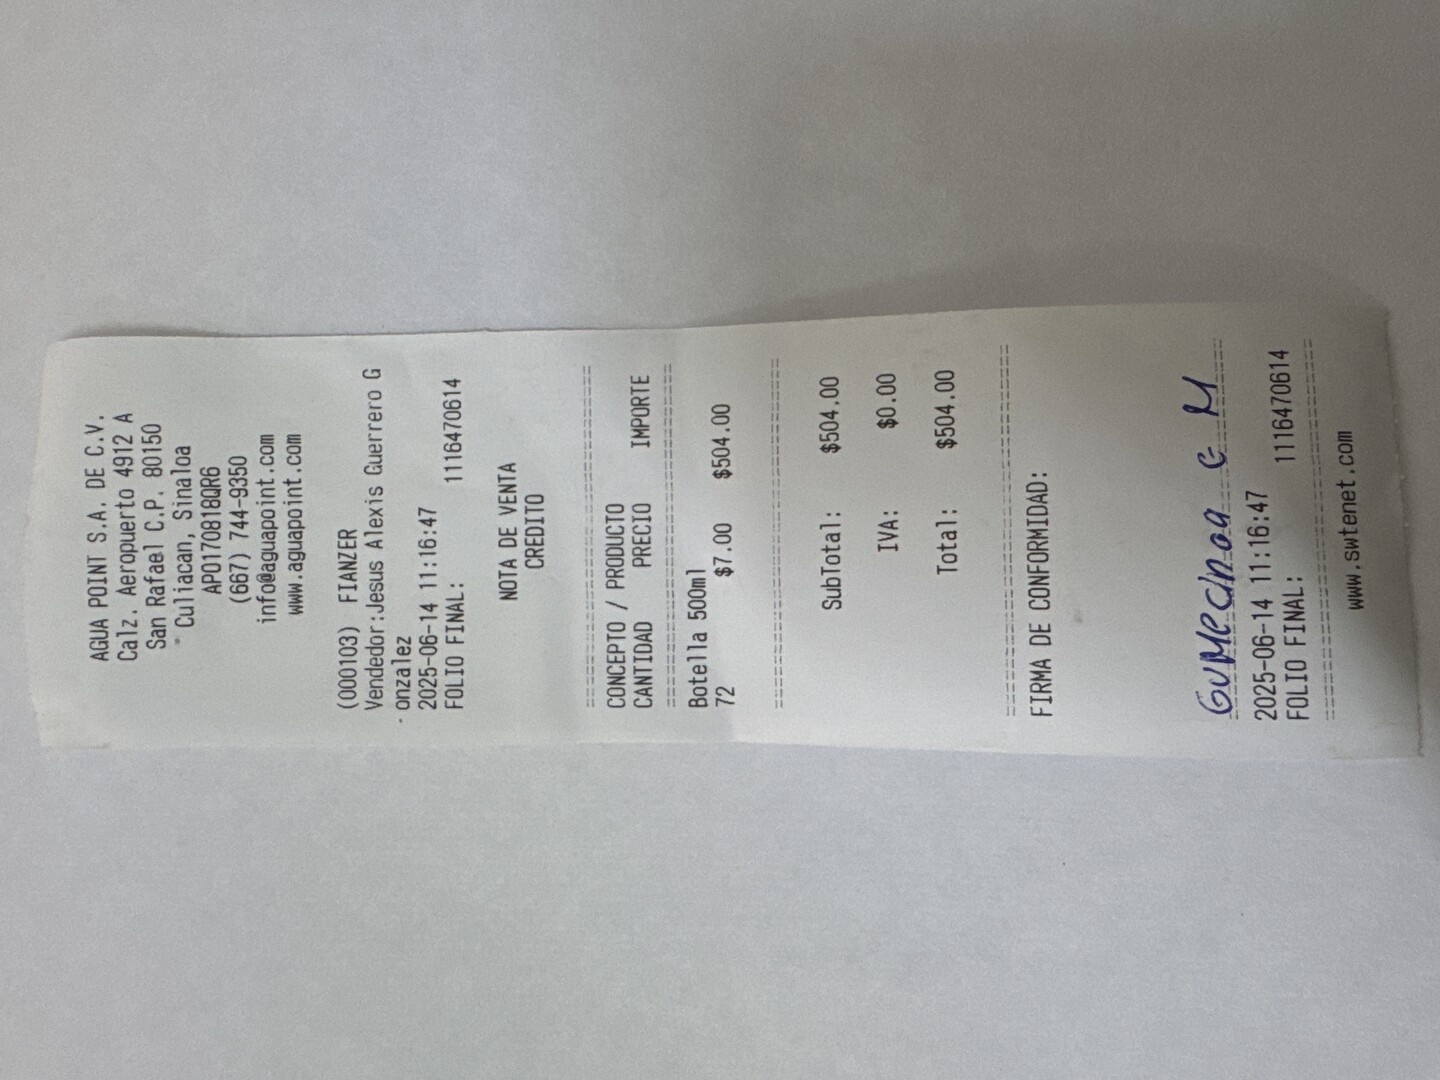 AGUA POINT S.A. DE C.V.
Calz. Aeropuerto 4912 A
San Rafael C.P. 80150
Culiacan, Sinaloa
APO170818QR6
(667) 744-9350
info@aguapoint.com
www.aguapoint.com
(000103) FIANZER
Vendedor:Jesus Alexis Guerrero G
onzalez
2025-06-14 11:16:47
FOLIO FINAL: 1116470614
NOTA DE VENTA
CREDITO
CONCEPTO / PRODUCTO
CANTIDAD PRECIO IMPORTE
Botella 500ml
72 $7.00 $504.00
SubTotal: $504.00
IVA: $0.00
Total: $504.00
FIRMA DE CONFORMIDAD:
Gumecinda G M
2025-06-14 11:16:47
FOLIO FINAL: 1116470614
www.swtenet.com